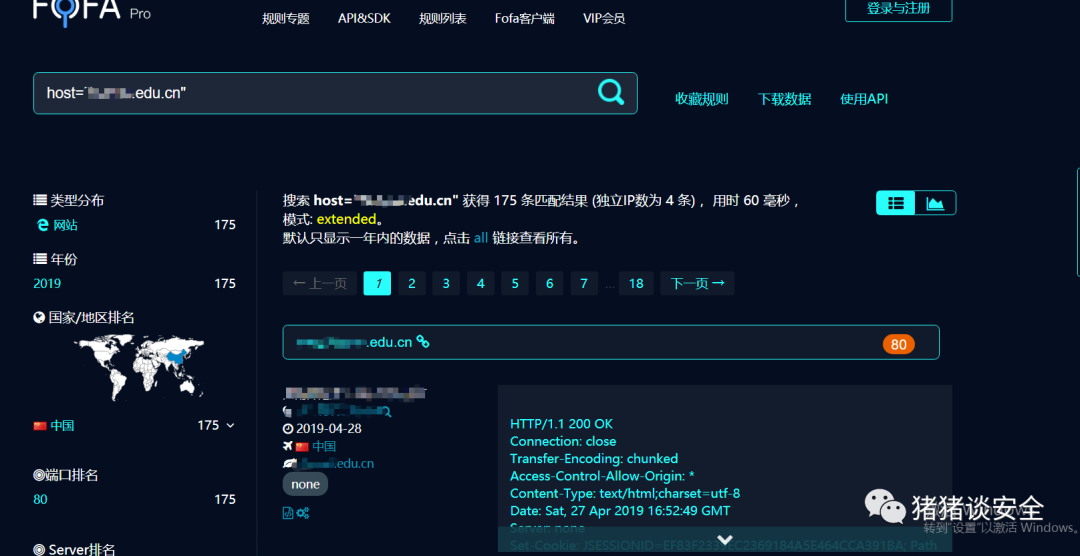 FOFA Pro
规则专题 API&SDK 规则列表 Fofa客户端 VIP会员
登录与注册
host=" .edu.cn"
收藏规则 下载数据 使用API
类型分布
网站 175
年份
2019 175
国家/地区排名
中国 175
端口排名
80 175
Server排名
搜索 host=" .edu.cn" 获得 175 条匹配结果 (独立IP数为 4 条) ，用时 60 毫秒，
模式: extended。
默认只显示一年内的数据，点击 all 链接查看所有。
←上一页 1 2 3 4 5 6 7 ... 18 下一页→
.edu.cn 80
2019-04-28
中国
.edu.cn
none
HTTP/1.1 200 OK
Connection: close
Transfer-Encoding: chunked
Access-Control-Allow-Origin: *
Content-Type: text/html;charset=utf-8
Date: Sat, 27 Apr 2019 16:52:49 GMT
Server: none
Set-Cookie: Path
猪猪谈安全
Windows
转到"设置"以激活 Windows。